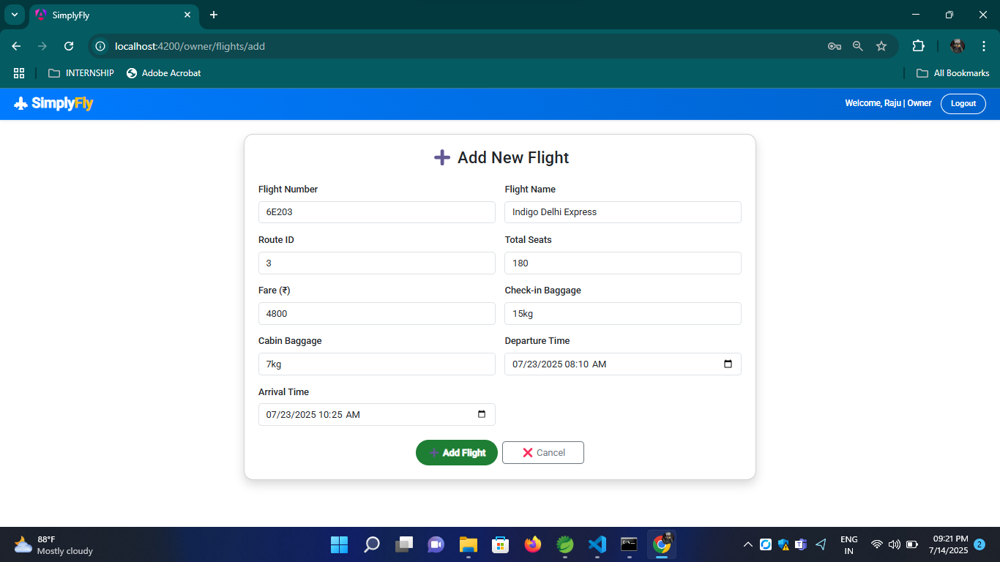 SimplyFly
localhost:4200/owner/flights/add
INTERNSHIP
Adobe Acrobat
All Bookmarks
SimplyFly
Welcome, Raju | Owner
Logout
Add New Flight
Flight Number
Flight Name
6E203
Indigo Delhi Express
Route ID
Total Seats
3
180
Fare (₹)
Check-in Baggage
4800
15kg
Cabin Baggage
Departure Time
7kg
07/23/2025 08:10 AM
Arrival Time
07/23/2025 10:25 AM
Add Flight
Cancel
88°F
Mostly cloudy
ENG
IN
09:21 PM
7/14/2025
2